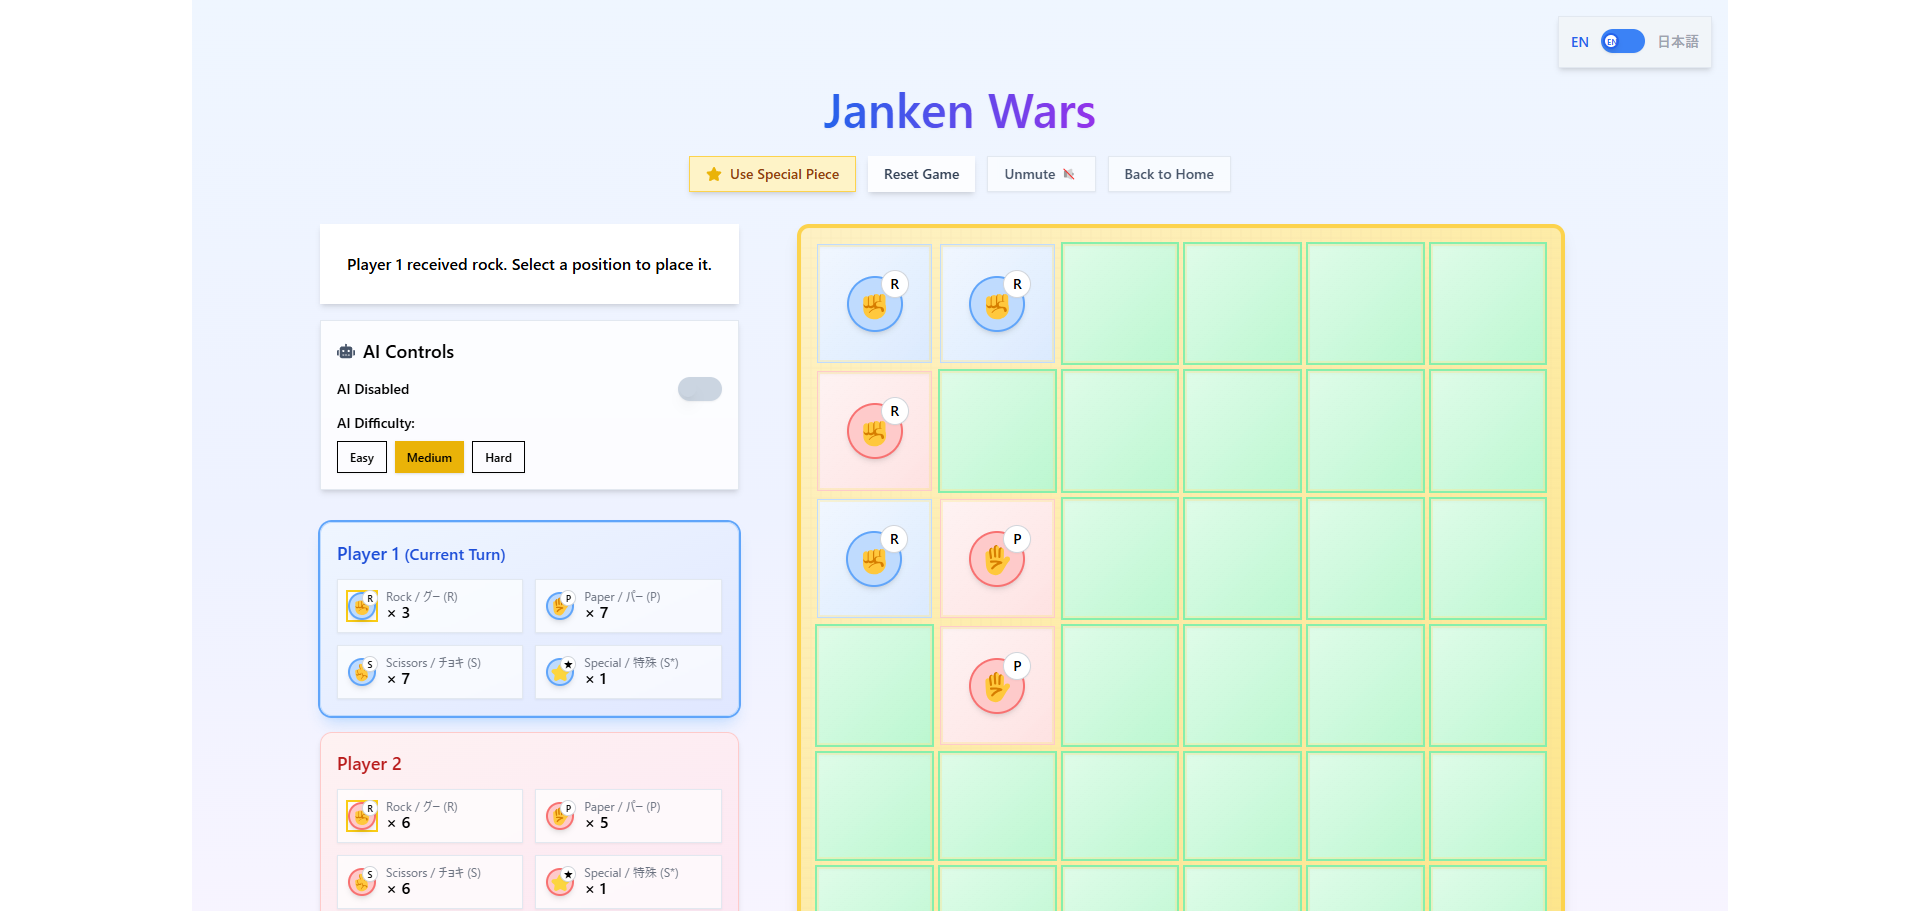 EN EN 日本語
Janken Wars
Use Special Piece Reset Game Unmute Back to Home
Player 1 received rock. Select a position to place it.
AI Controls
AI Disabled
AI Difficulty:
Easy Medium Hard
Player 1 (Current Turn)
R Rock / グー (R)
× 3
P Paper / パー (P)
× 7
S Scissors / チョキ (S)
× 7
★ Special / 特殊 (S*)
× 1
Player 2
R Rock / グー (R)
× 6
P Paper / パー (P)
× 5
S Scissors / チョキ (S)
× 6
★ Special / 特殊 (S*)
× 1
R R
R
R P
P